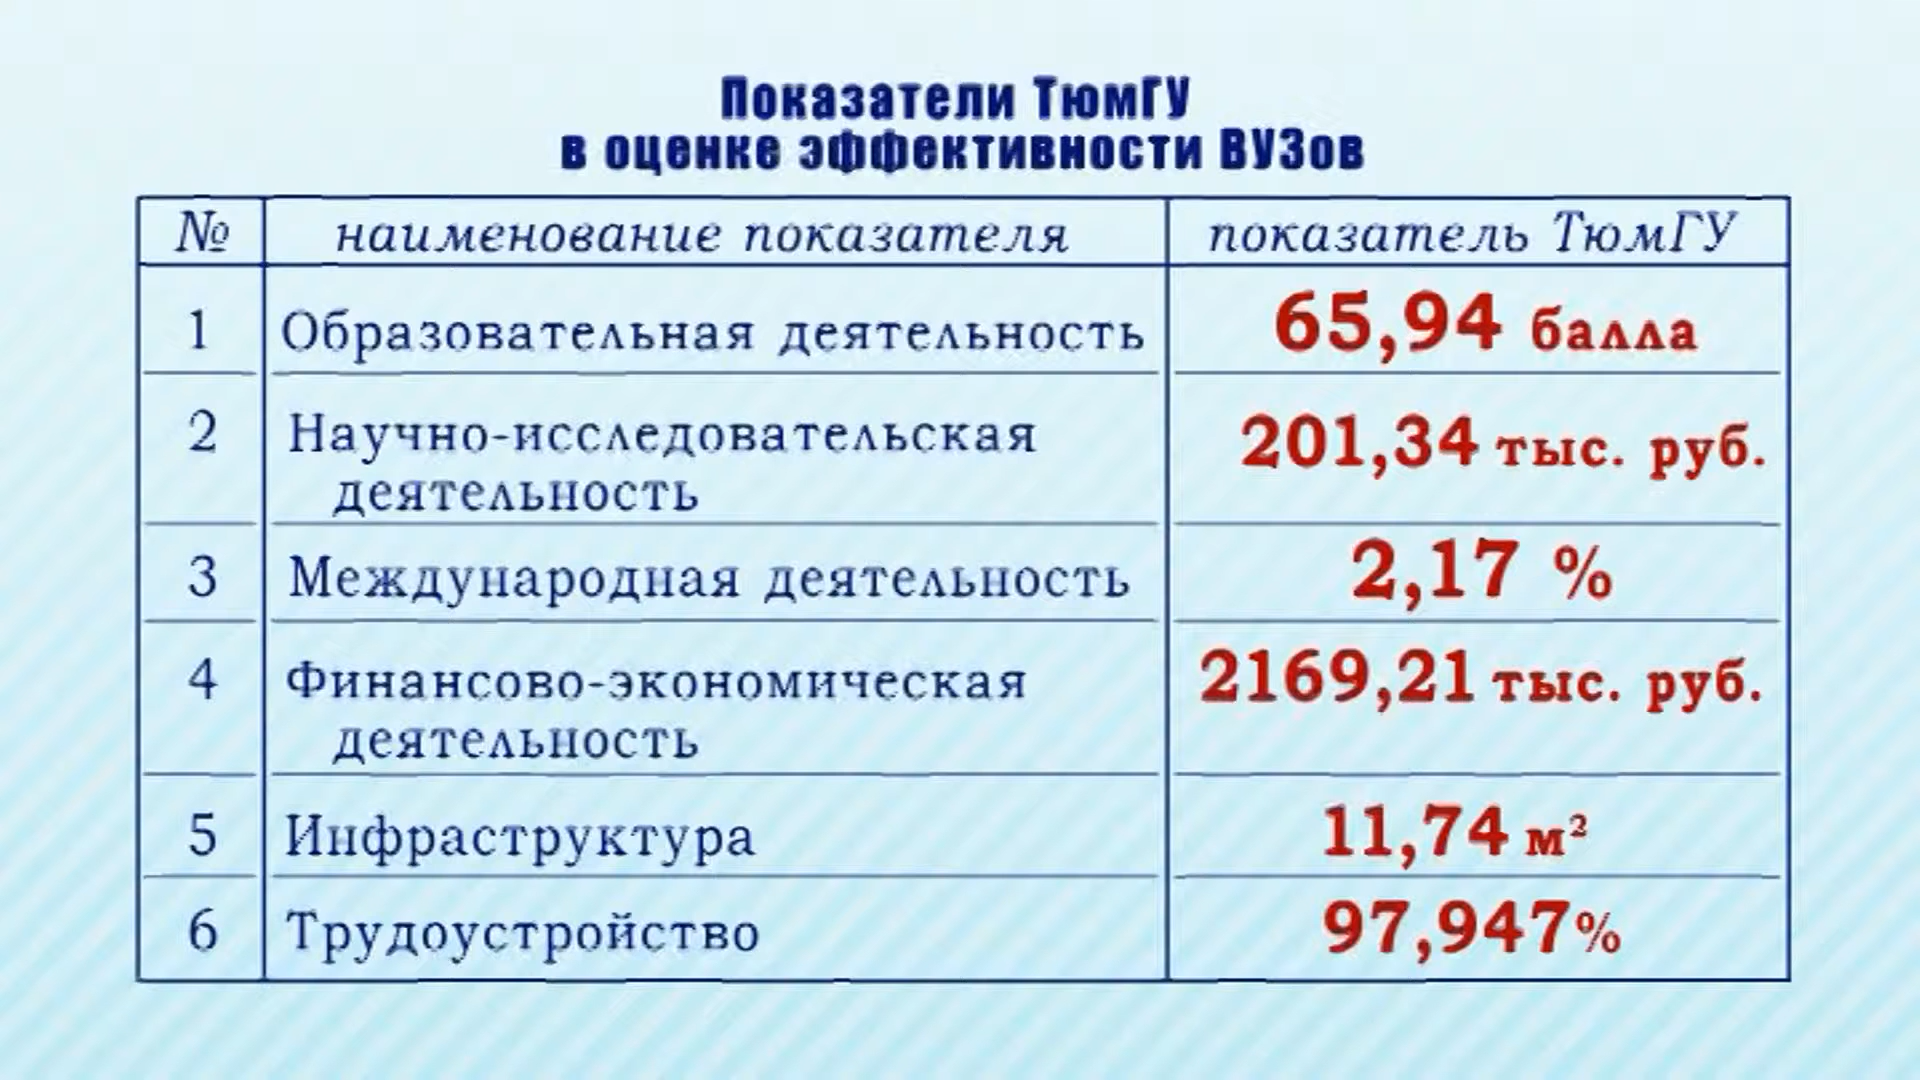 Показатели ТюмГУ
в оценке эффективности ВУЗов
№ наименование показателя показатель ТюмГУ
1 Образовательная деятельность 65,94 балла
2 Научно-исследовательская 201,34 тыс. руб.
деятельность
3 Международная деятельность 2,17 %
4 Финансово-экономическая 2169,21 тыс. руб.
деятельность
5 Инфраструктура 11,74 м²
6 Трудоустройство 97,947%